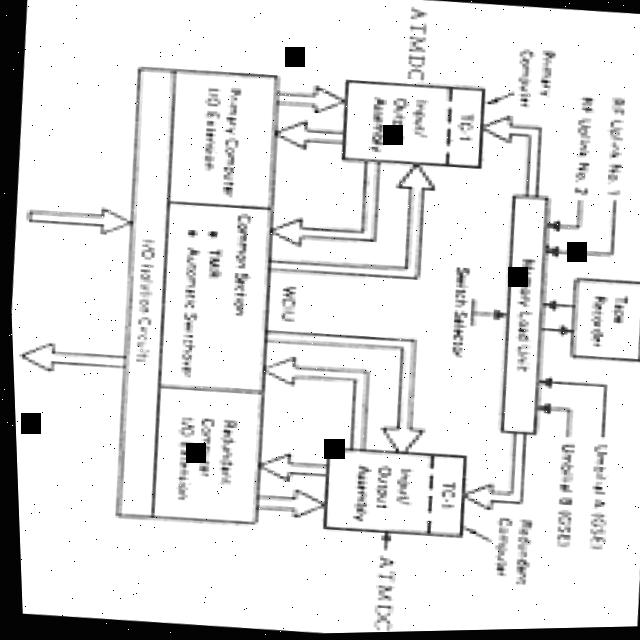 RF Uplink No. 1
RF Uplink No. 2
Tape
Recorder
Umbilical A (GSE)
Umbilical B (GSE)
Primary
Computer
Memory Load Unit
Redundant
Computer
Switch Selector
ATMDC
TC-1
Input/
Output
Assembly
TC-1
Input/
Output
Assembly
ATMDC
WCIU
Primary Computer
I/O Extension
Common Section
TMR
Automatic Switchover
Redundant
Computer
I/O Extension
I/O Isolation Circuits